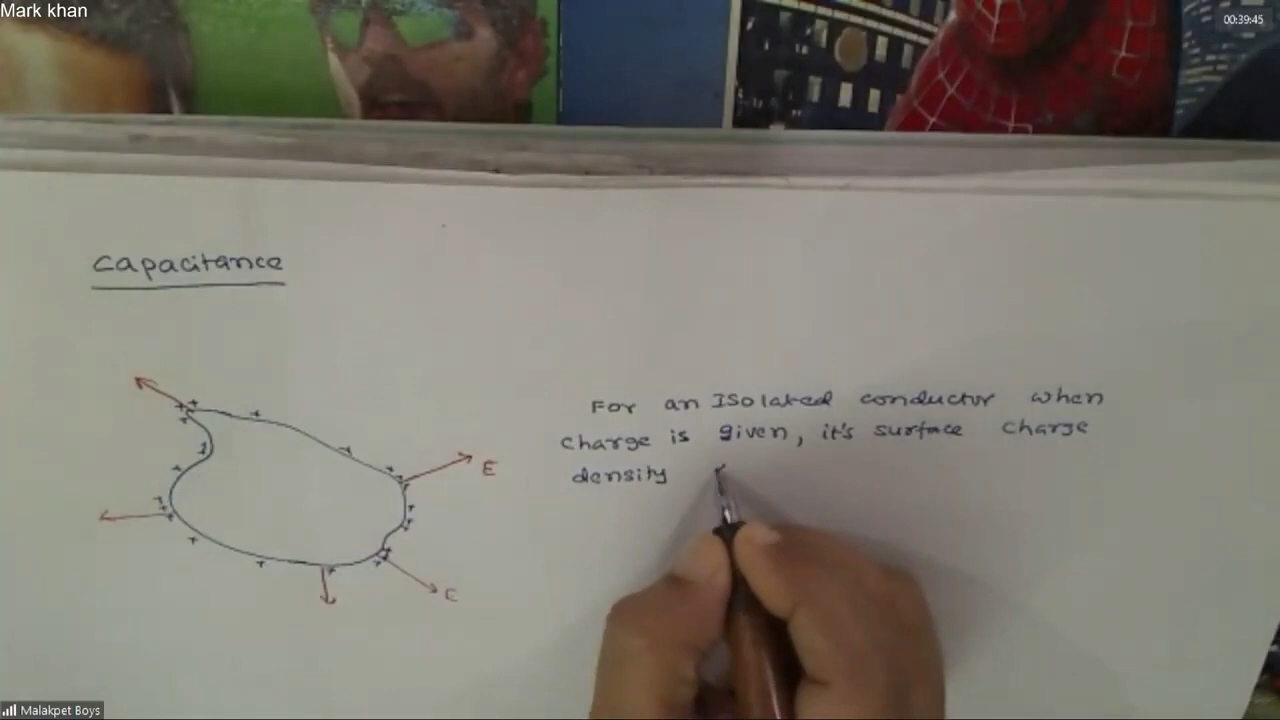 Mark khan
00:39:45
Capacitance
For an Isolated conductor when
charge is given, it's surface charge
density
E
E
Malakpet Boys